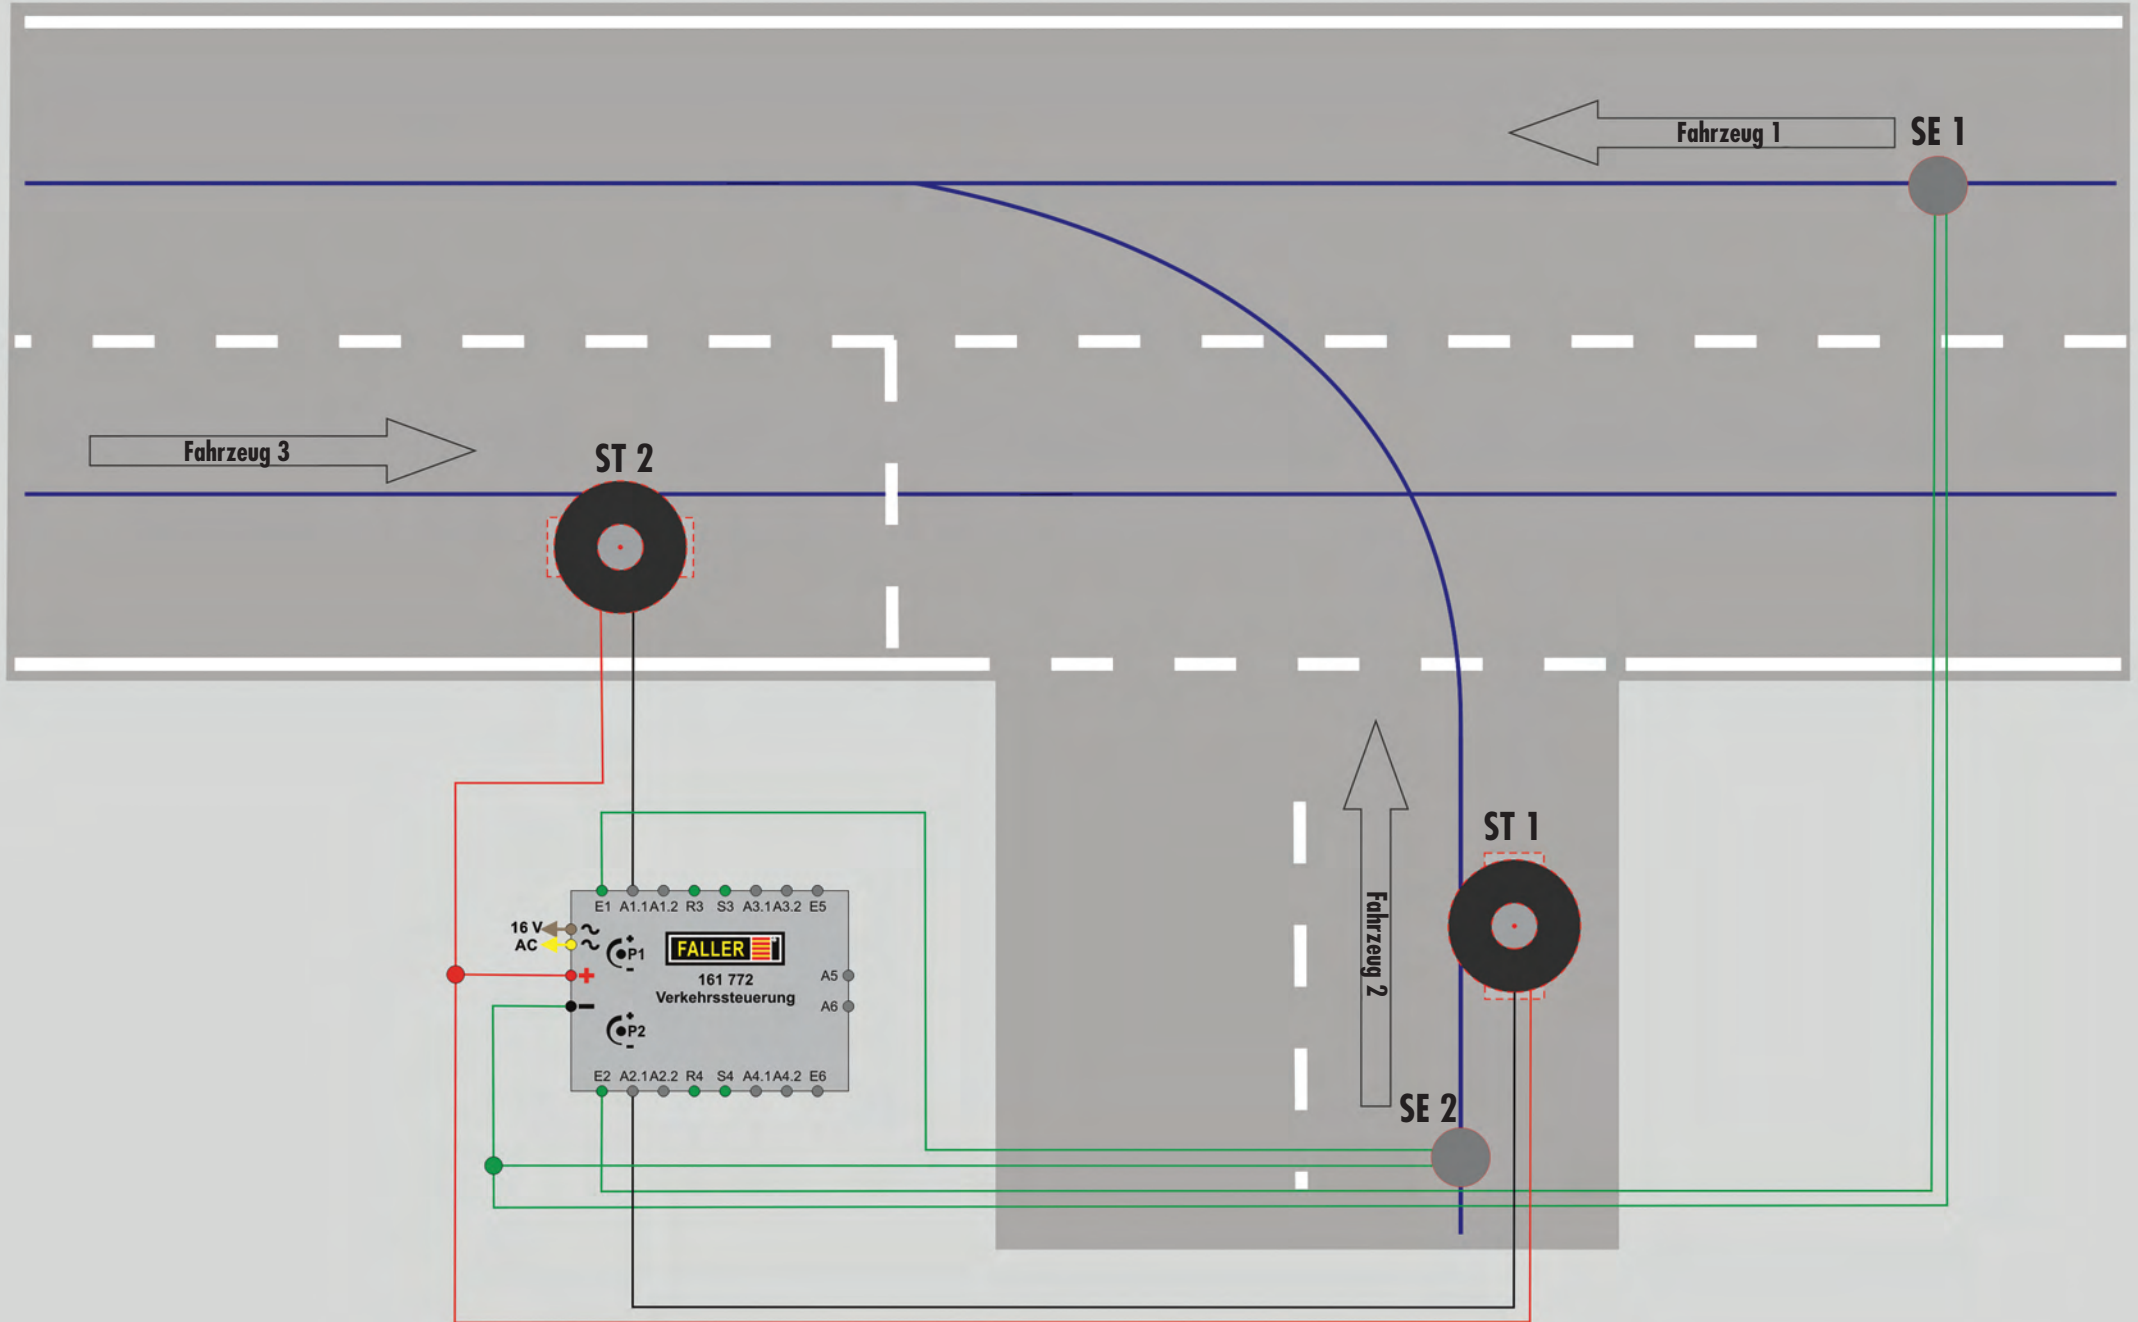 Fahrzeug 1
SE 1
Fahrzeug 3
ST 2
ST 1
Fahrzeug 2
SE 2
E1 A1.1 A1.2 R3 S3 A3.1 A3.2 E5
16 V ~
AC ~
P1
+
-
FALLER
161 772
Verkehrssteuerung
A5
A6
+
−
+
P2
-
E2 A2.1 A2.2 R4 S4 A4.1 A4.2 E6